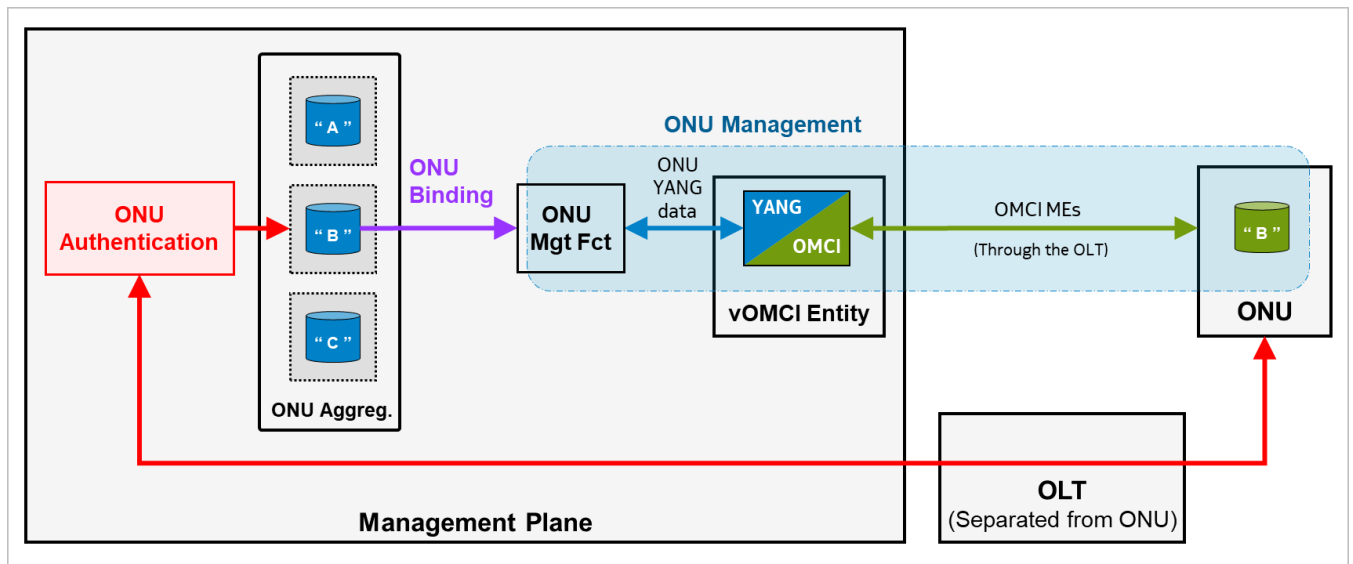 “ A ”
ONU Management
ONU
Binding
ONU
YANG
data
ONU
Authentication
“ B ”
ONU
Mgt Fct
YANG
OMCI
OMCI MEs
(Through the OLT)
“ B ”
vOMCI Entity
ONU
“ C ”
ONU Aggreg.
OLT
(Separated from ONU)
Management Plane